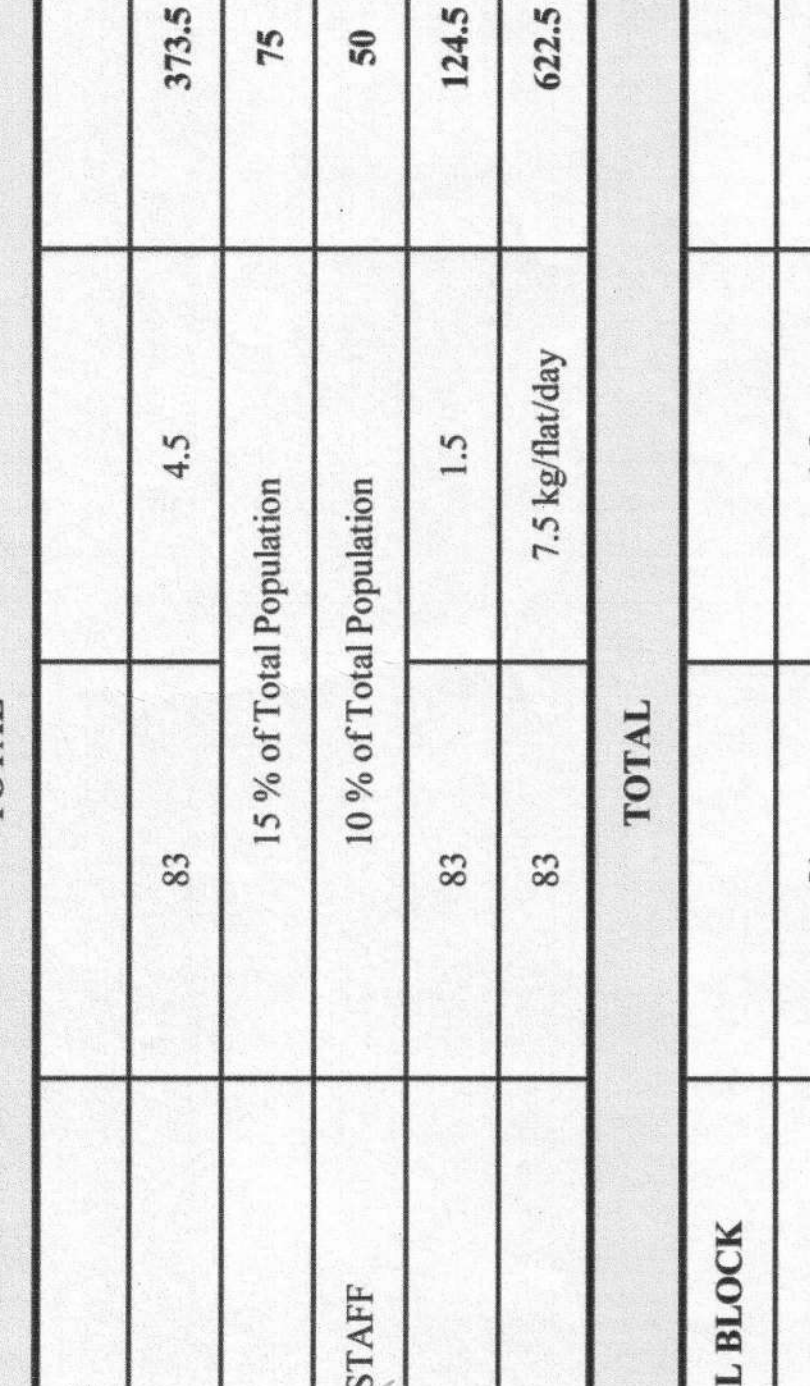 83 4.5 373.5
15 % of Total Population 75
STAFF 10 % of Total Population 50
83 1.5 124.5
83 7.5 kg/flat/day 622.5
TOTAL
L BLOCK